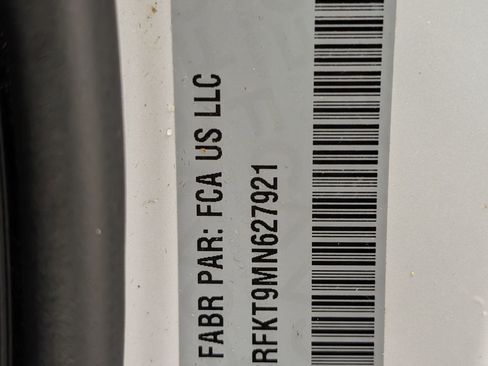 FABR PAR: FCA US LLC
RFKT9MN627921